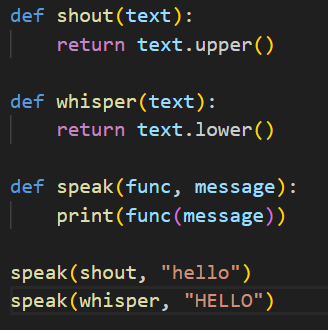 def shout(text):
    return text.upper()

def whisper(text):
    return text.lower()

def speak(func, message):
    print(func(message))

speak(shout, "hello")
speak(whisper, "HELLO")